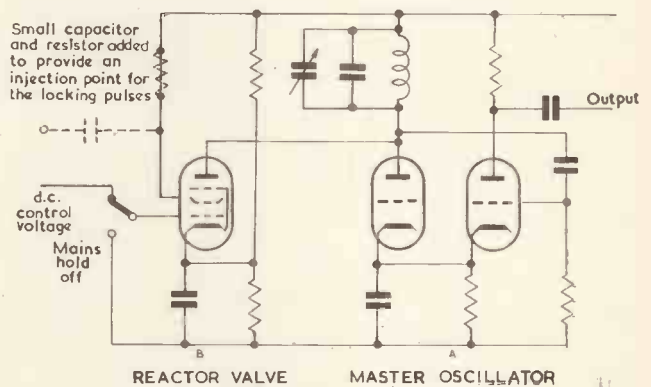 Small capacitor
and resistor added
to provide an
injection point for
the locking pulses
Output
d.c.
control
voltage
Mains
hold
off
B
A
REACTOR VALVE
MASTER OSCILLATOR